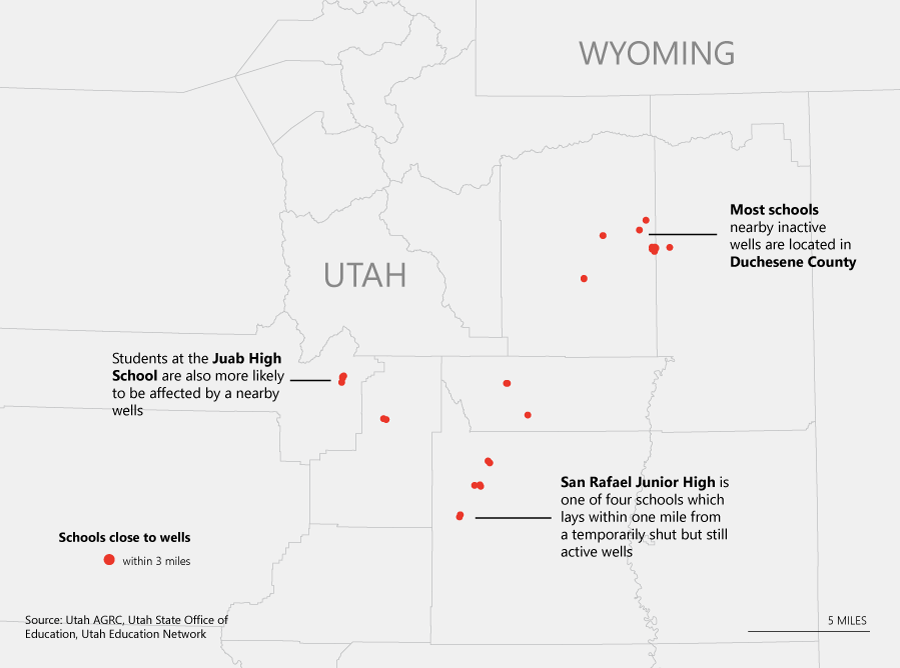 WYOMING
Most schools
nearby inactive
wells are located in
Duchesene County
UTAH
Students at the Juab High
School are also more likely
to be affected by a nearby
wells
San Rafael Junior High is
one of four schools which
lays within one mile from
a temporarily shut but still
active wells
Schools close to wells
within 3 miles
Source: Utah AGRC, Utah State Office of
Education, Utah Education Network
5 MILES